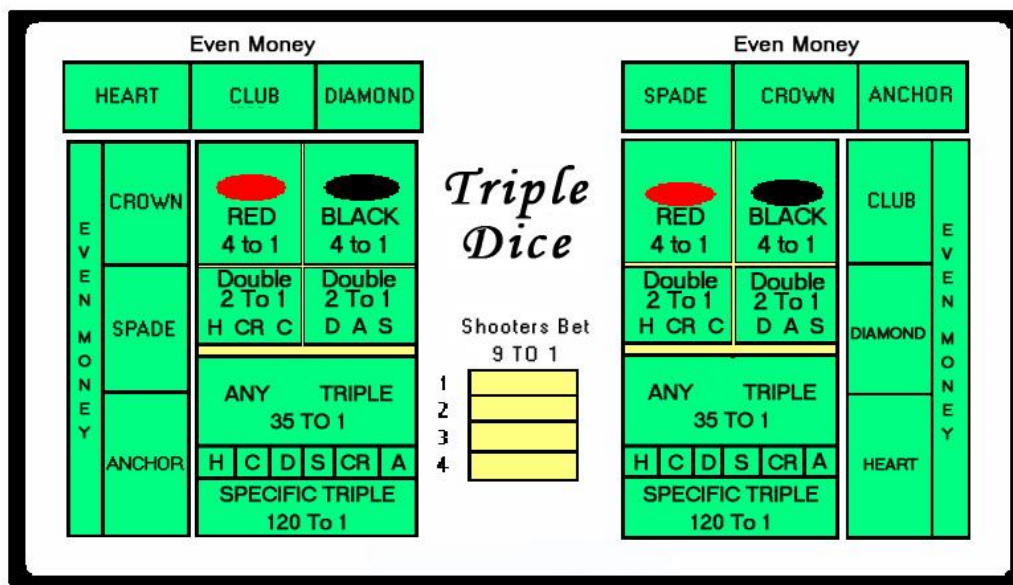 Even Money
HEART CLUB DIAMOND
EVEN MONEY
CROWN
SPADE
ANCHOR
RED BLACK
4 to 1 4 to 1
Double Double
2 To 1 2 To 1
H CR C D A S
ANY TRIPLE
35 TO 1
H C D S CR A
SPECIFIC TRIPLE
120 To 1
Triple
Dice
Shooters Bet
9 TO 1
1
2
3
4
Even Money
SPADE CROWN ANCHOR
RED BLACK
4 to 1 4 to 1
Double Double
2 To 1 2 To 1
H CR C D A S
ANY TRIPLE
35 TO 1
H C D S CR A
SPECIFIC TRIPLE
120 To 1
CLUB
DIAMOND
HEART
EVEN MONEY